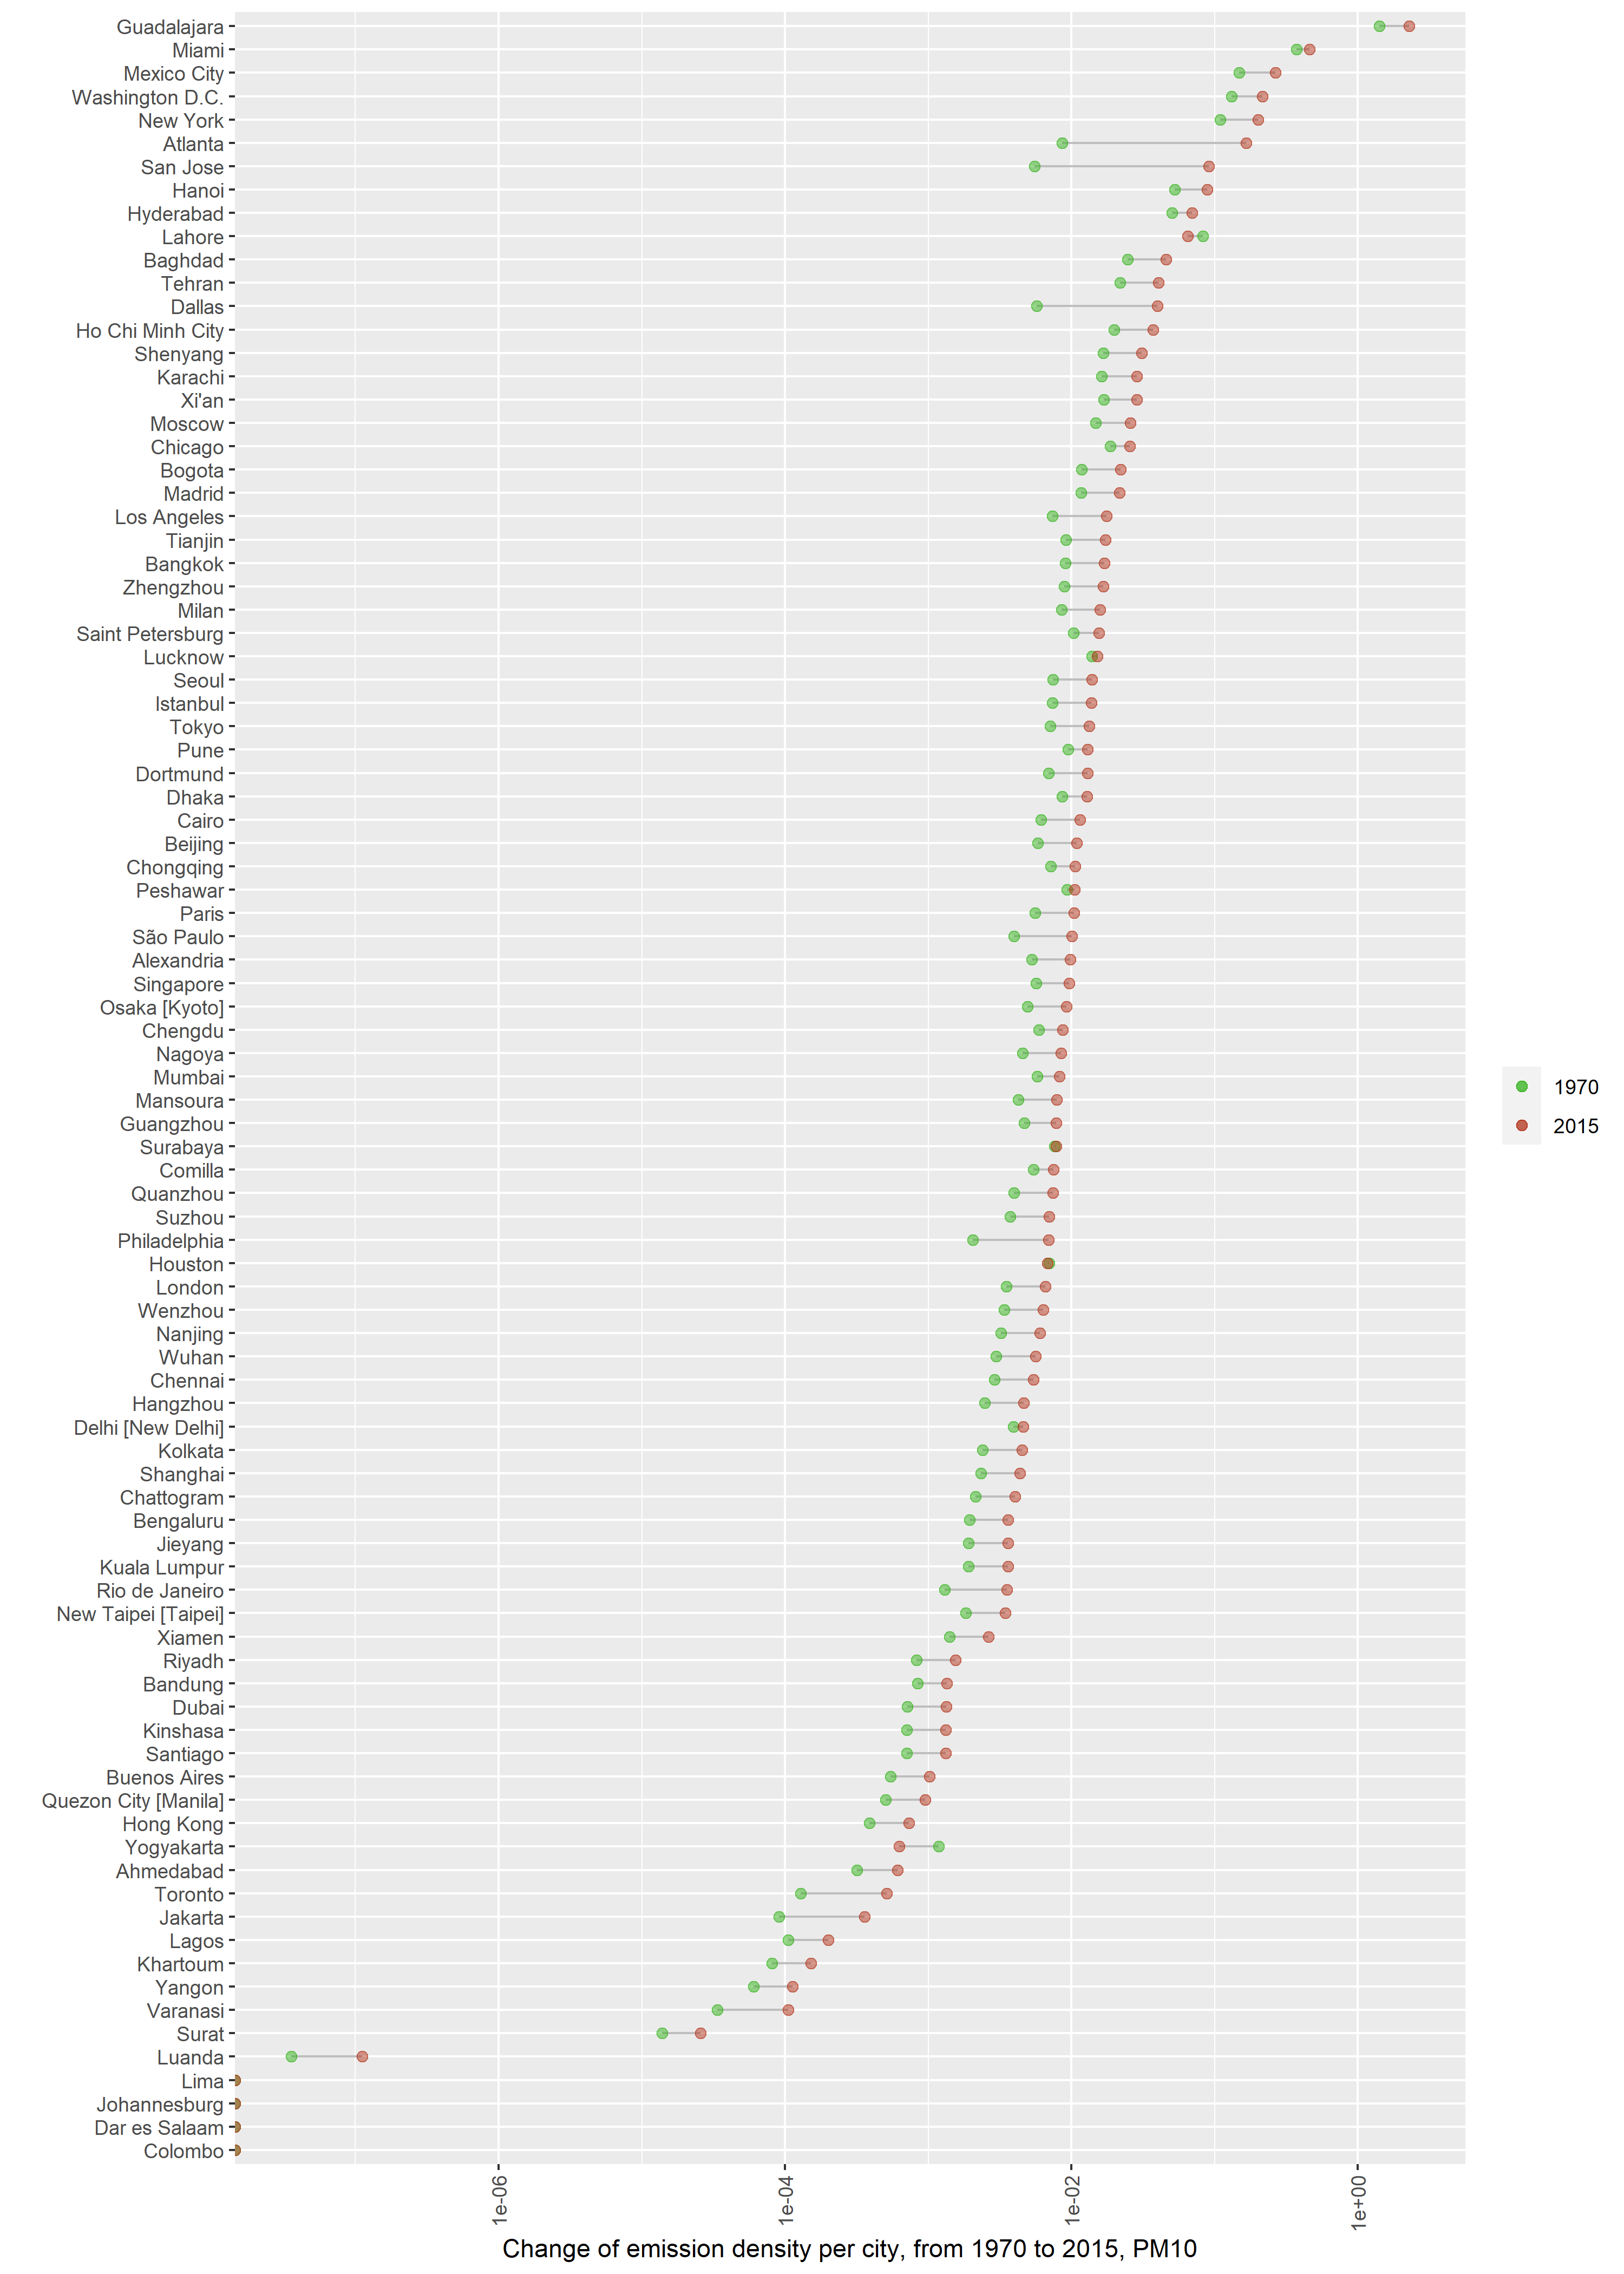 Guadalajara
Miami
Mexico City
Washington D.C.
New York
Atlanta
San Jose
Hanoi
Hyderabad
Lahore
Baghdad
Tehran
Dallas
Ho Chi Minh City
Shenyang
Karachi
Xi'an
Moscow
Chicago
Bogota
Madrid
Los Angeles
Tianjin
Bangkok
Zhengzhou
Milan
Saint Petersburg
Lucknow
Seoul
Istanbul
Tokyo
Pune
Dortmund
Dhaka
Cairo
Beijing
Chongqing
Peshawar
Paris
São Paulo
Alexandria
Singapore
Osaka [Kyoto]
Chengdu
Nagoya
Mumbai
Mansoura
Guangzhou
Surabaya
Comilla
Quanzhou
Suzhou
Philadelphia
Houston
London
Wenzhou
Nanjing
Wuhan
Chennai
Hangzhou
Delhi [New Delhi]
Kolkata
Shanghai
Chattogram
Bengaluru
Jieyang
Kuala Lumpur
Rio de Janeiro
New Taipei [Taipei]
Xiamen
Riyadh
Bandung
Dubai
Kinshasa
Santiago
Buenos Aires
Quezon City [Manila]
Hong Kong
Yogyakarta
Ahmedabad
Toronto
Jakarta
Lagos
Khartoum
Yangon
Varanasi
Surat
Luanda
Lima
Johannesburg
Dar es Salaam
Colombo
1e-06
1e-04
1e-02
1e+00
Change of emission density per city, from 1970 to 2015, PM10
1970
2015